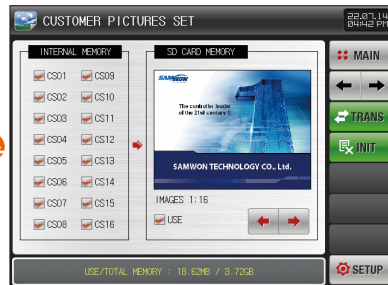 CUSTOMER PICTURES SET
22.07.14
04:42 PM
INTERNAL MEMORY
CS01 CS09
CS02 CS10
CS03 CS11
CS04 CS12
CS05 CS13
CS06 CS14
CS07 CS15
CS08 CS16
SD CARD MEMORY
SAMWON
The controller leader
of the 21st century !!
SAMWON TECHNOLOGY CO., Ltd.
IMAGES 1:16
USE
MAIN
TRANS
INIT
SETUP
USE/TOTAL MEMORY : 18.62MB / 3.72GB